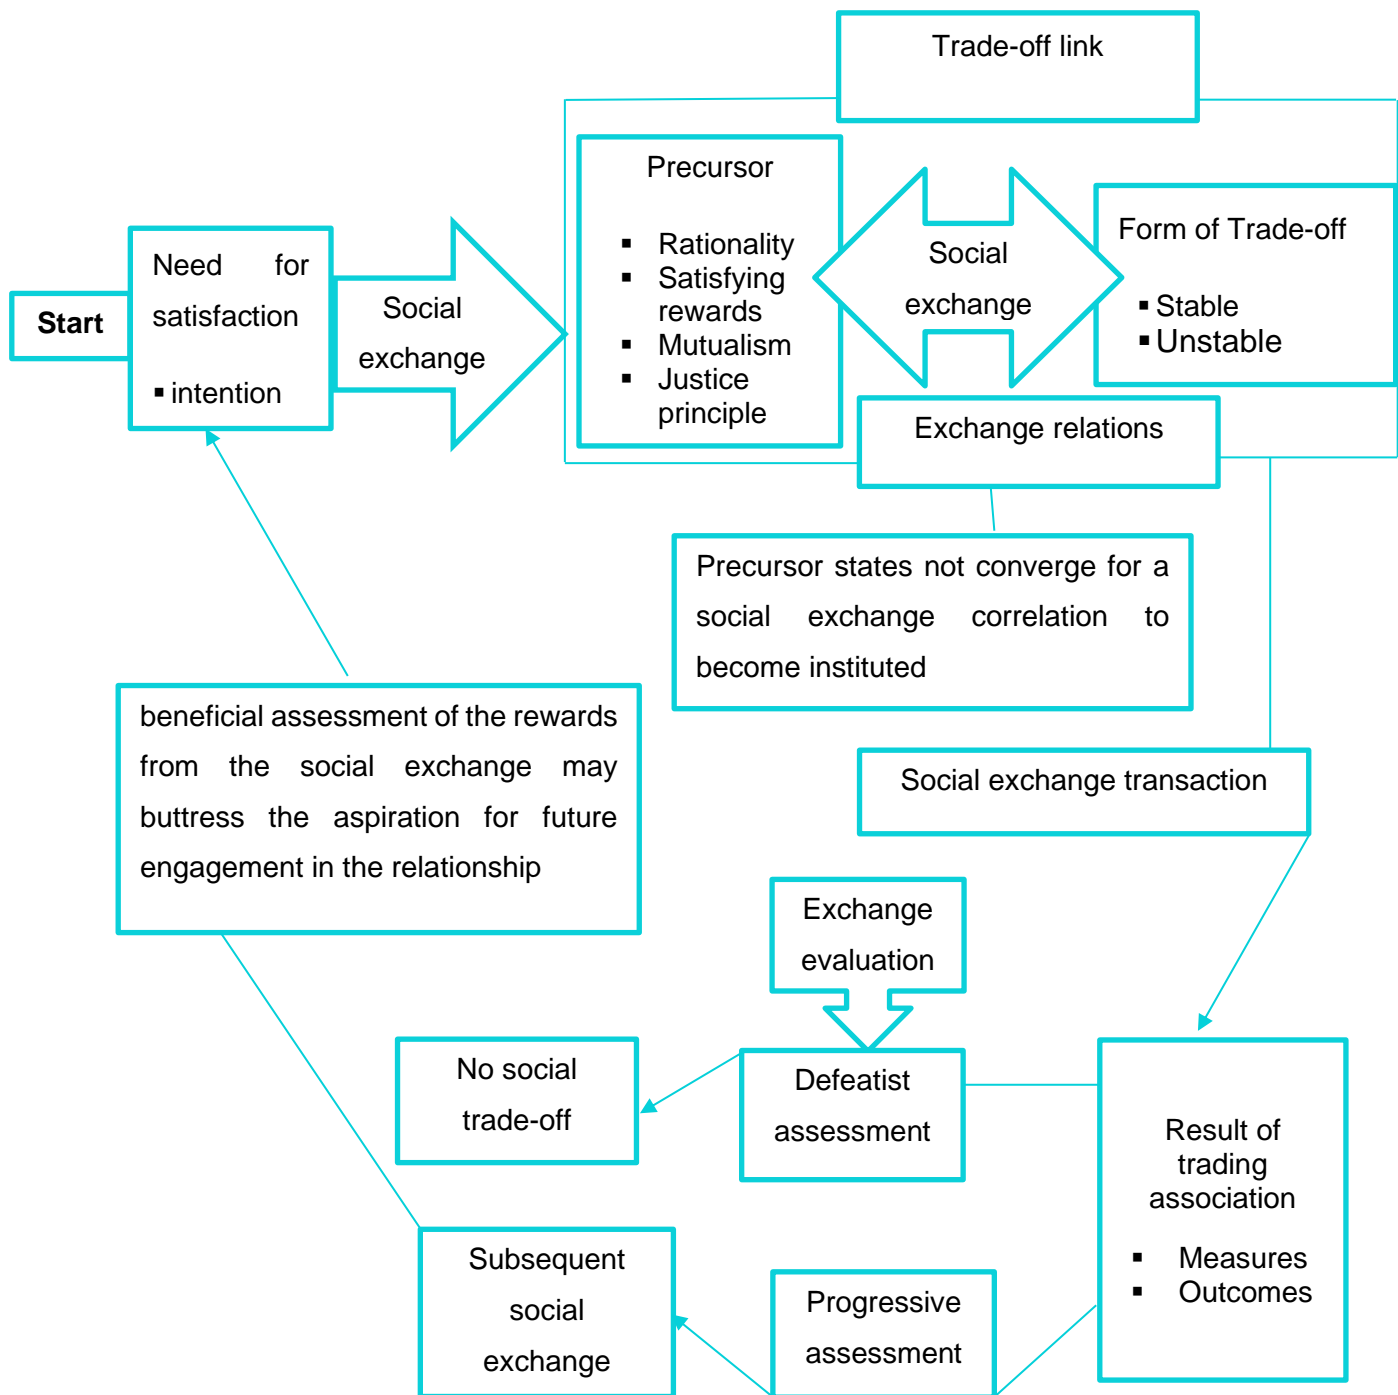 Trade-off link
Precursor
▪ Rationality
▪ Satisfying
rewards
▪ Mutualism
▪ Justice
principle
Social
exchange
Form of Trade-off
▪ Stable
▪ Unstable
Start
Need for
satisfaction
▪ intention
Social
exchange
Exchange relations
Precursor states not converge for a
social exchange correlation to
become instituted
beneficial assessment of the rewards
from the social exchange may
buttress the aspiration for future
engagement in the relationship
Social exchange transaction
Exchange
evaluation
No social
trade-off
Defeatist
assessment
Result of
trading
association
▪ Measures
▪ Outcomes
Subsequent
social
exchange
Progressive
assessment